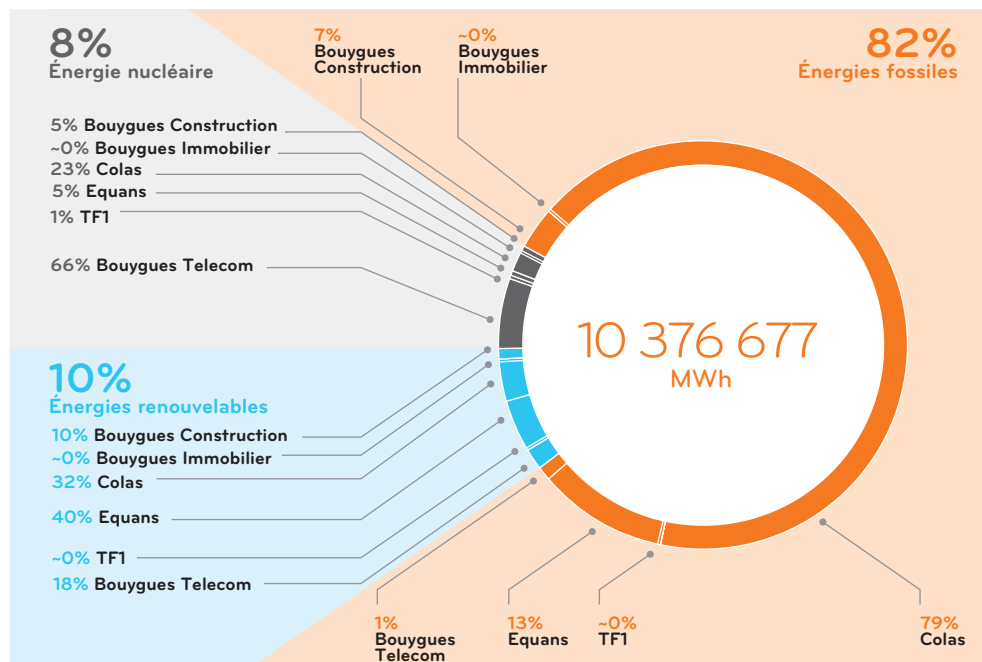 8%
Énergie nucléaire
5% Bouygues Construction
~0% Bouygues Immobilier
23% Colas
5% Equans
1% TF1
66% Bouygues Telecom
7%
Bouygues
Construction
~0%
Bouygues
Immobilier
82%
Énergies fossiles
10 376 677
MWh
10%
Énergies renouvelables
10% Bouygues Construction
~0% Bouygues Immobilier
32% Colas
40% Equans
~0% TF1
18% Bouygues Telecom
1%
Bouygues
Telecom
13%
Equans
~0%
TF1
79%
Colas